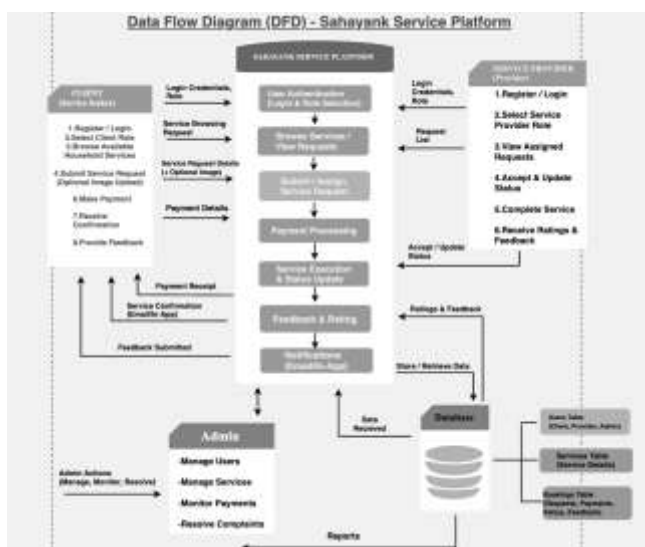 Data Flow Diagram (DFD) - Sahayank Service Platform
SAHAYANK SERVICE PLATFORM
CLIENT
(Service Seeker)
1.Register / Login
2.Select Client Role
3.Browse Available
Household Services
4.Submit Service Request
(Optional Image Upload)
6.Make Payment
7.Receive
Confirmation
8.Provide Feedback
Login Credentials,
Role
Service Browsing
Request
Service Request Details
(+ Optional Image)
Payment Details
User Authentication
(Login & Role Selection)
Browse Services /
View Requests
Submit / Assign
Service Request
Payment Processing
Service Execution
& Status Update
Feedback & Rating
Notifications
(Email/In-App)
Login
Credentials,
Role
Request
List
Accept / Update
Status
SERVICE PROVIDER
(Provider)
1.Register / Login
2.Select Service
Provider Role
3.View Assigned
Requests
4.Accept & Update
Status
5.Complete Service
6.Receive Ratings &
Feedback
Payment Receipt
Service Confirmation
(Email/In App)
Feedback Submitted
Ratings & Feedback
Store / Retrieve Data
Data
Received
Admin
-Manage Users
-Manage Services
-Monitor Payments
-Resolve Complaints
Admin Actions
(Manage, Monitor, Resolve)
Database
Users Table
(Client, Provider, Admin)
Services Table
(Service Details)
Bookings Table
(Requests, Payments,
Feedback)
Reports